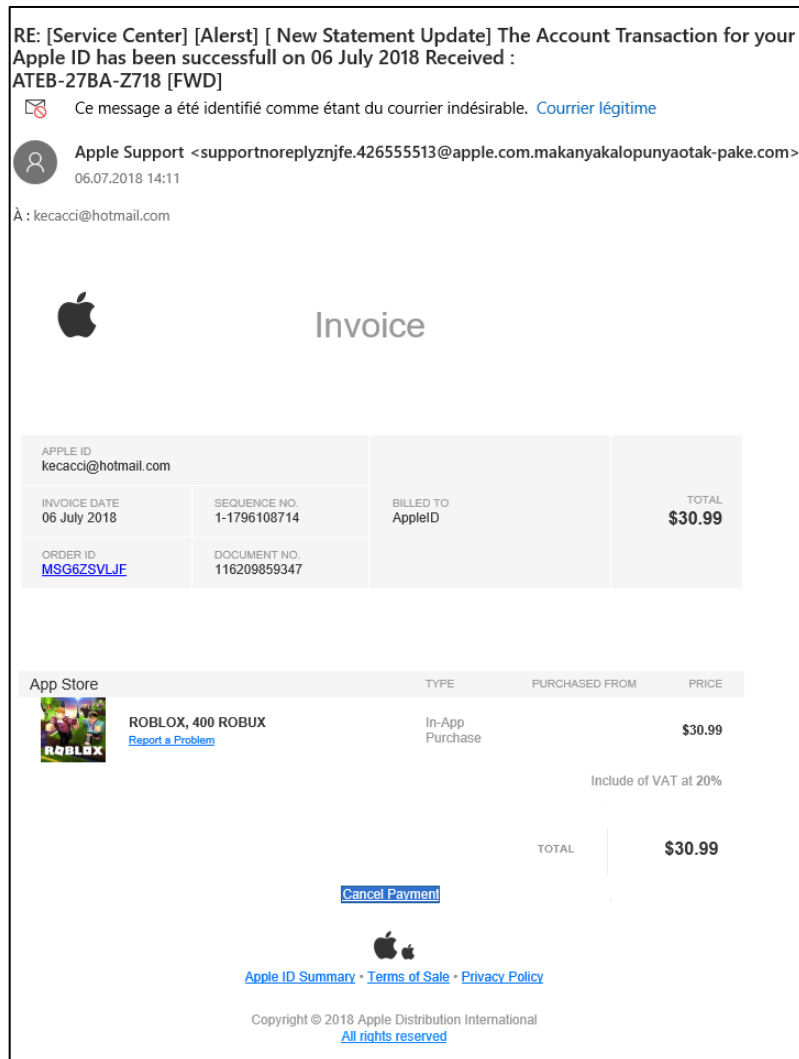 RE: [Service Center] [Alerst] [ New Statement Update] The Account Transaction for your
Apple ID has been successfull on 06 July 2018 Received :
ATEB-27BA-Z718 [FWD]
Ce message a été identifié comme étant du courrier indésirable. Courrier légitime
Apple Support <supportnoreplyznjfe.426555513@apple.com.makanyakalopunyaotak-pake.com>
06.07.2018 14:11
À : kecacci@hotmail.com
Invoice
APPLE ID
kecacci@hotmail.com
INVOICE DATE
06 July 2018
SEQUENCE NO.
1-1796108714
ORDER ID
MSG6ZSVLJF
DOCUMENT NO.
116209859347
BILLED TO
AppleID
TOTAL
$30.99
App Store TYPE PURCHASED FROM PRICE
ROBLOX
ROBLOX, 400 ROBUX
Report a Problem
In-App
Purchase
$30.99
Include of VAT at 20%
TOTAL $30.99
Cancel Payment
Apple ID Summary • Terms of Sale • Privacy Policy
Copyright © 2018 Apple Distribution International
All rights reserved